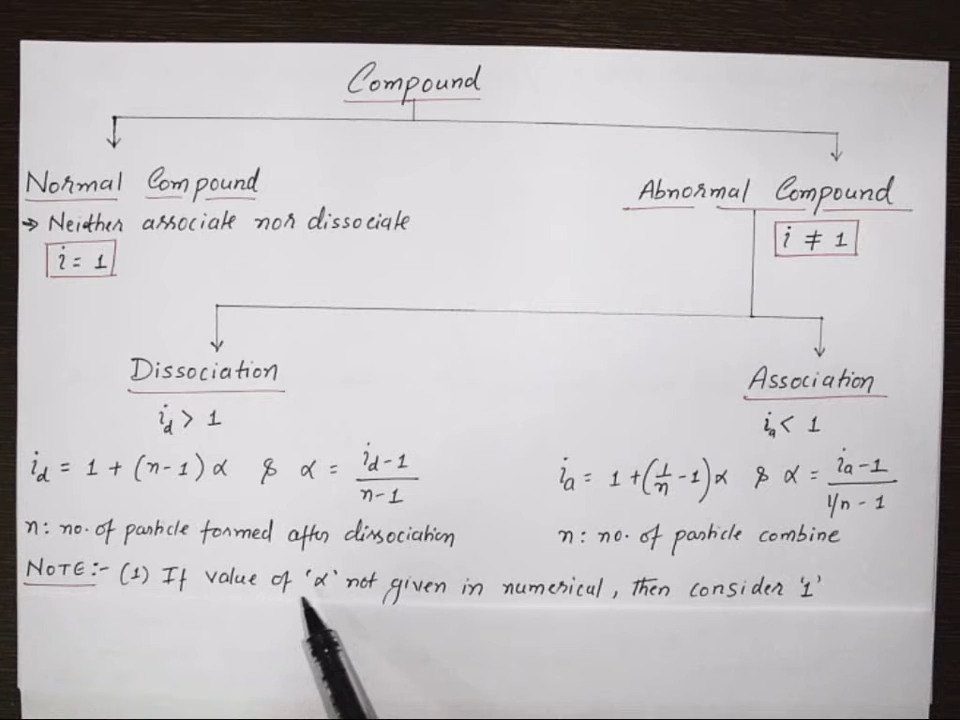 Compound
Normal Compound
→ Neither associate nor dissociate
i = 1
Abnormal Compound
i ≠ 1
Dissociation
i_d > 1
i_d = 1 + (n-1) α & α = (i_d - 1)/(n-1)
n: no. of particle formed after dissociation
Association
i_a < 1
i_a = 1 + (1/n - 1) α & α = (i_a - 1)/(1/n - 1)
n: no. of particle combine
NOTE:- (1) If value of 'α' not given in numerical, then consider '1'